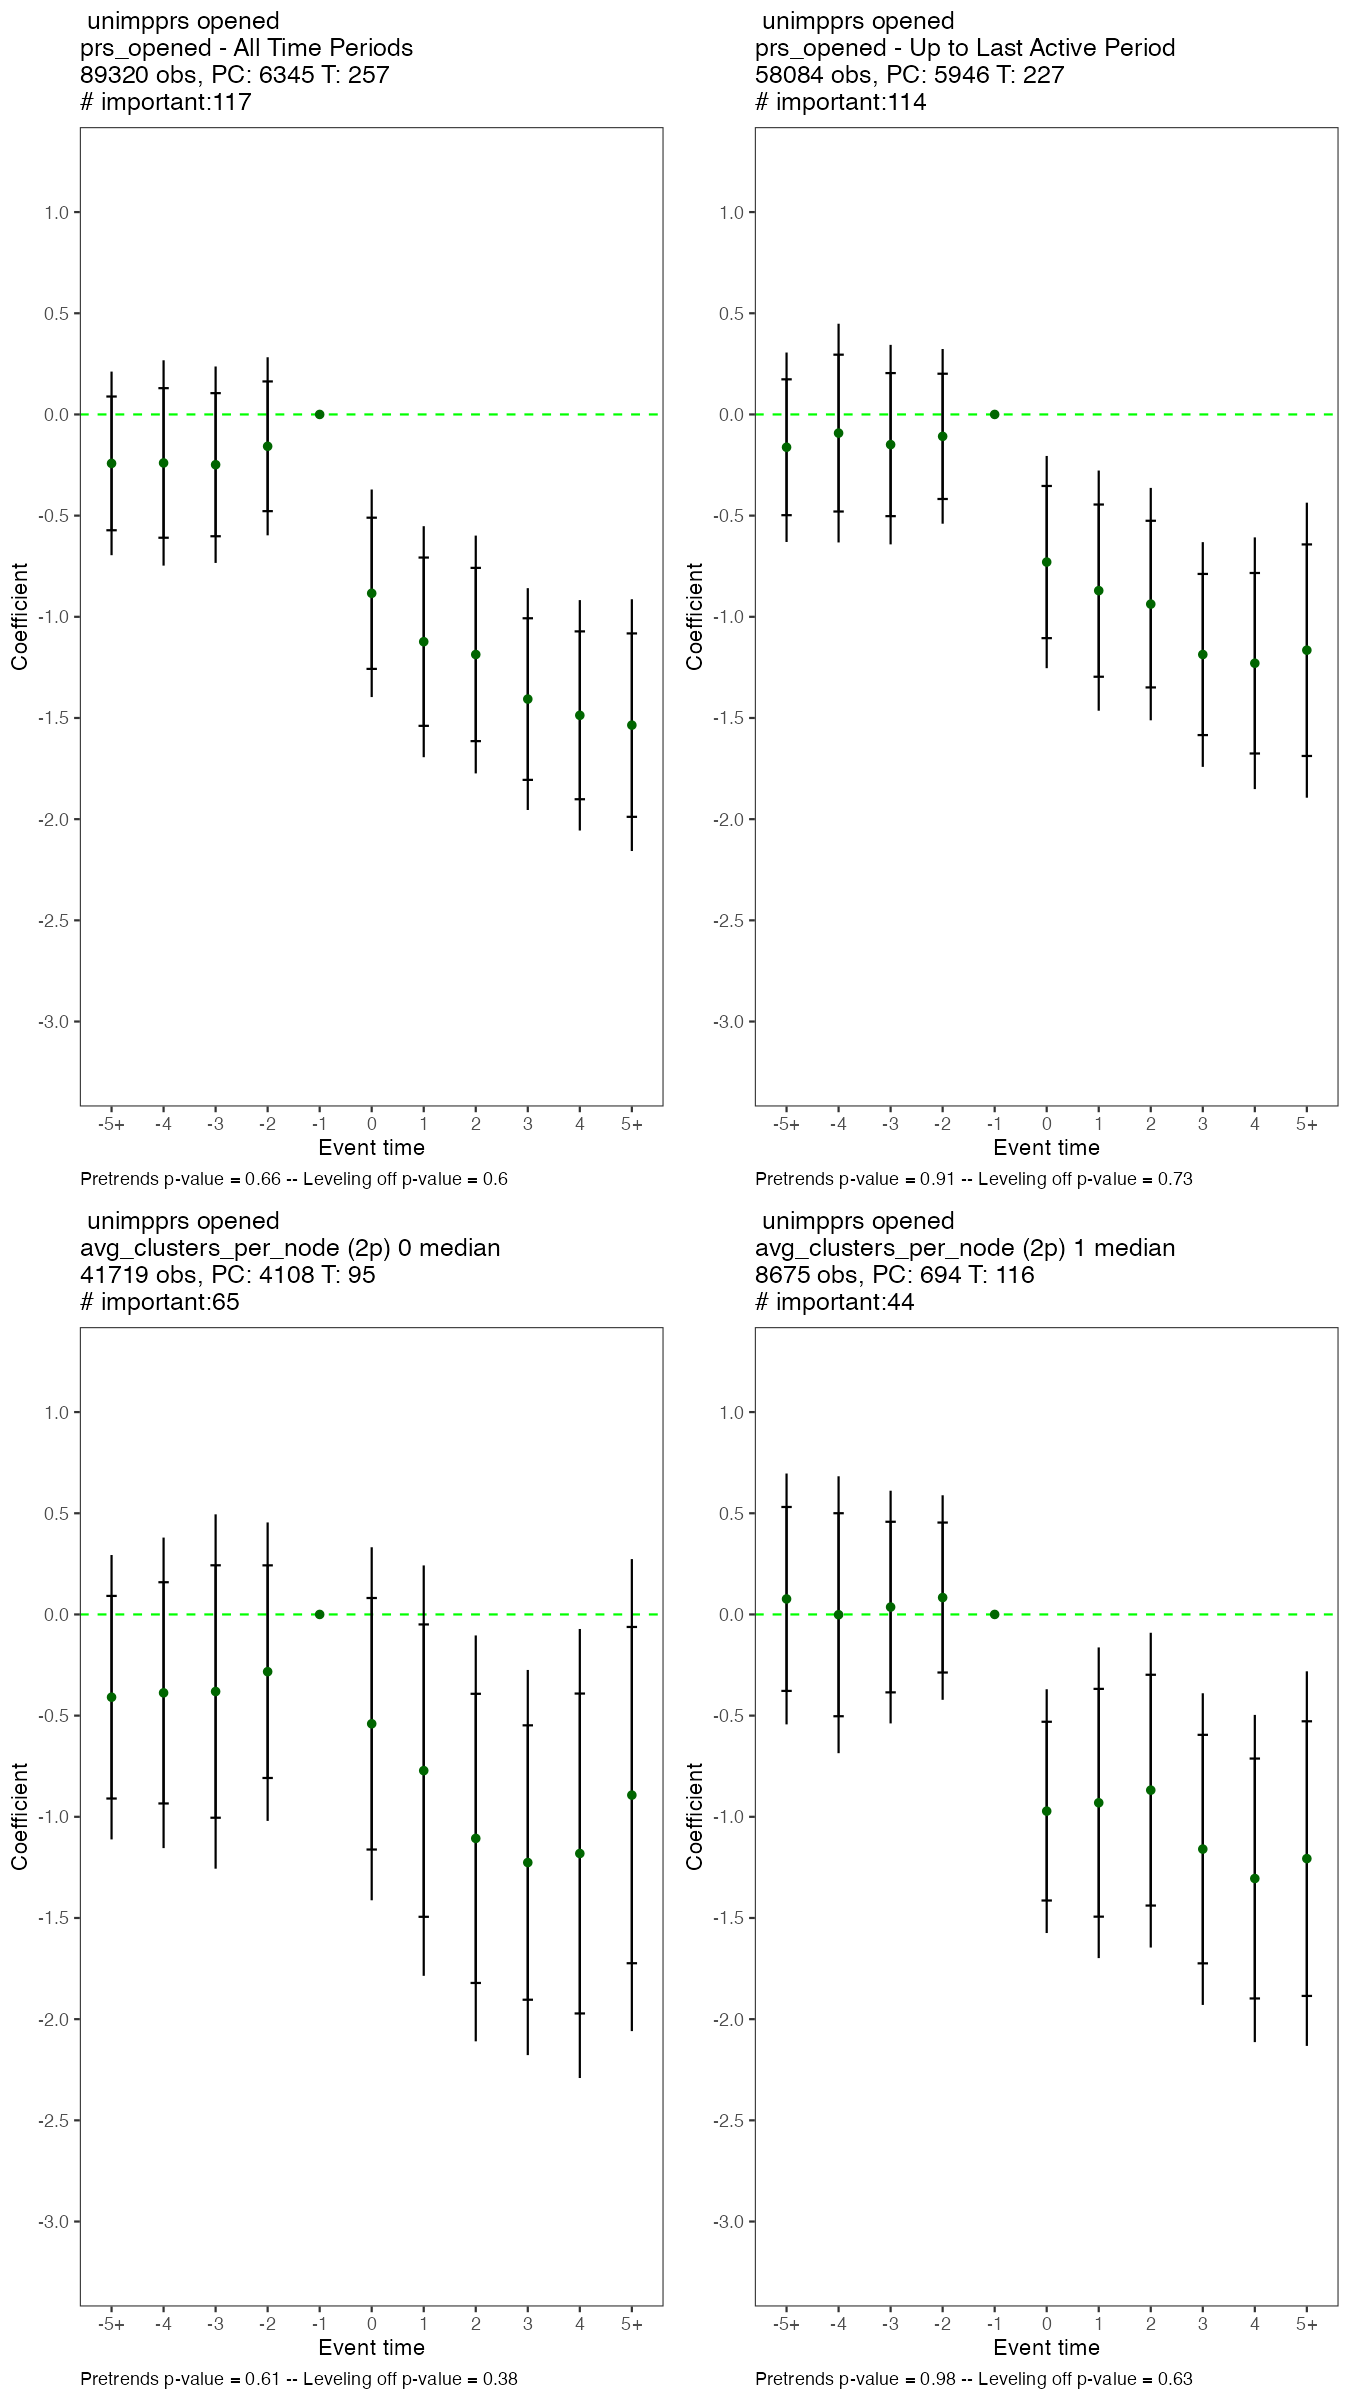 unimpprs opened
prs_opened - All Time Periods
89320 obs, PC: 6345 T: 257
# important:117
1.0
0.5
0.0
-0.5
-1.0
-1.5
-2.0
-2.5
-3.0
Coefficient
-5+ -4 -3 -2 -1 0 1 2 3 4 5+
Event time
Pretrends p-value = 0.66 -- Leveling off p-value = 0.6
unimpprs opened
prs_opened - Up to Last Active Period
58084 obs, PC: 5946 T: 227
# important:114
1.0
0.5
0.0
-0.5
-1.0
-1.5
-2.0
-2.5
-3.0
Coefficient
-5+ -4 -3 -2 -1 0 1 2 3 4 5+
Event time
Pretrends p-value = 0.91 -- Leveling off p-value = 0.73
unimpprs opened
avg_clusters_per_node (2p) 0 median
41719 obs, PC: 4108 T: 95
# important:65
1.0
0.5
0.0
-0.5
-1.0
-1.5
-2.0
-2.5
-3.0
Coefficient
-5+ -4 -3 -2 -1 0 1 2 3 4 5+
Event time
Pretrends p-value = 0.61 -- Leveling off p-value = 0.38
unimpprs opened
avg_clusters_per_node (2p) 1 median
8675 obs, PC: 694 T: 116
# important:44
1.0
0.5
0.0
-0.5
-1.0
-1.5
-2.0
-2.5
-3.0
Coefficient
-5+ -4 -3 -2 -1 0 1 2 3 4 5+
Event time
Pretrends p-value = 0.98 -- Leveling off p-value = 0.63